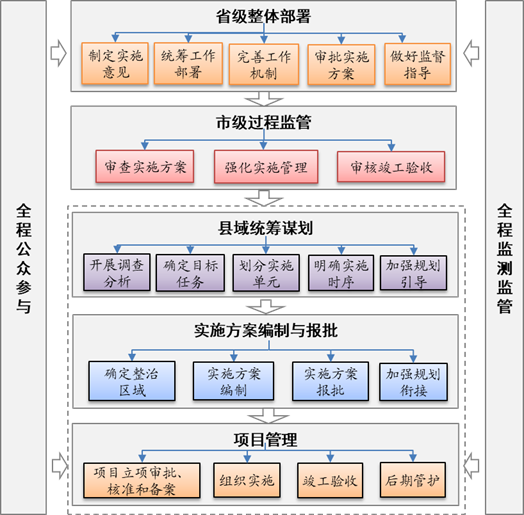 省级整体部署
制定实施
意见
统筹工作
部署
完善工作
机制
审批实施
方案
做好监督
指导
市级过程监管
审查实施方案
强化实施管理
审核竣工验收
全程公众参与
全程监测监管
县域统筹谋划
开展调查
分析
确定目标
任务
划分实施
单元
明确实施
时序
加强规划
引导
实施方案编制与报批
确定整治
区域
实施方案
编制
实施方案
报批
加强规划
衔接
项目管理
项目立项审批、
核准和备案
组织实施
竣工验收
后期管护